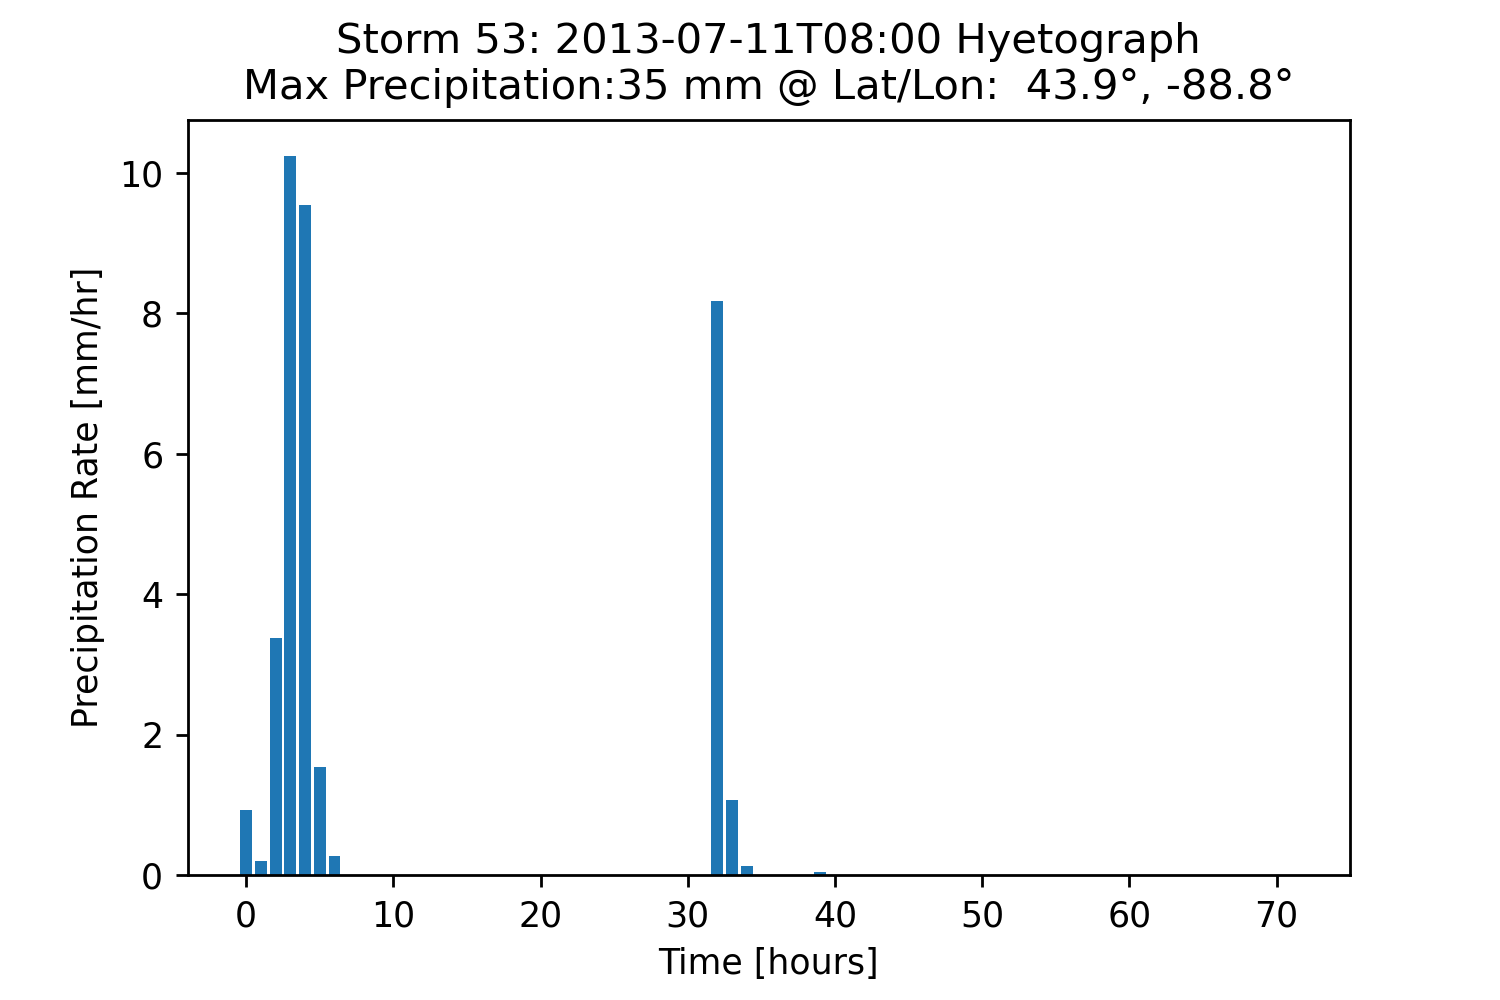 Storm 53: 2013-07-11T08:00 Hyetograph
Max Precipitation:35 mm @ Lat/Lon:  43.9°, -88.8°
Precipitation Rate [mm/hr]
10
8
6
4
2
0
0 10 20 30 40 50 60 70
Time [hours]